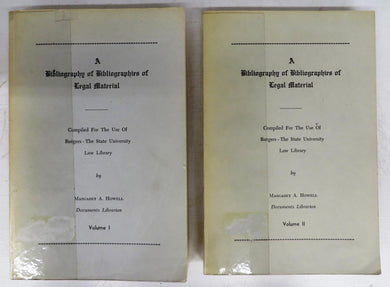 A
Bibliography of Bibliographies of
Legal Material
Compiled For The Use Of
Rutgers - The State University
Law Library
by
Margaret A. Howell
Documents Librarian
Volume I
A
Bibliography of Bibliographies of
Legal Material
Compiled For The Use Of
Rutgers - The State University
Law Library
by
Margaret A. Howell
Documents Librarian
Volume II